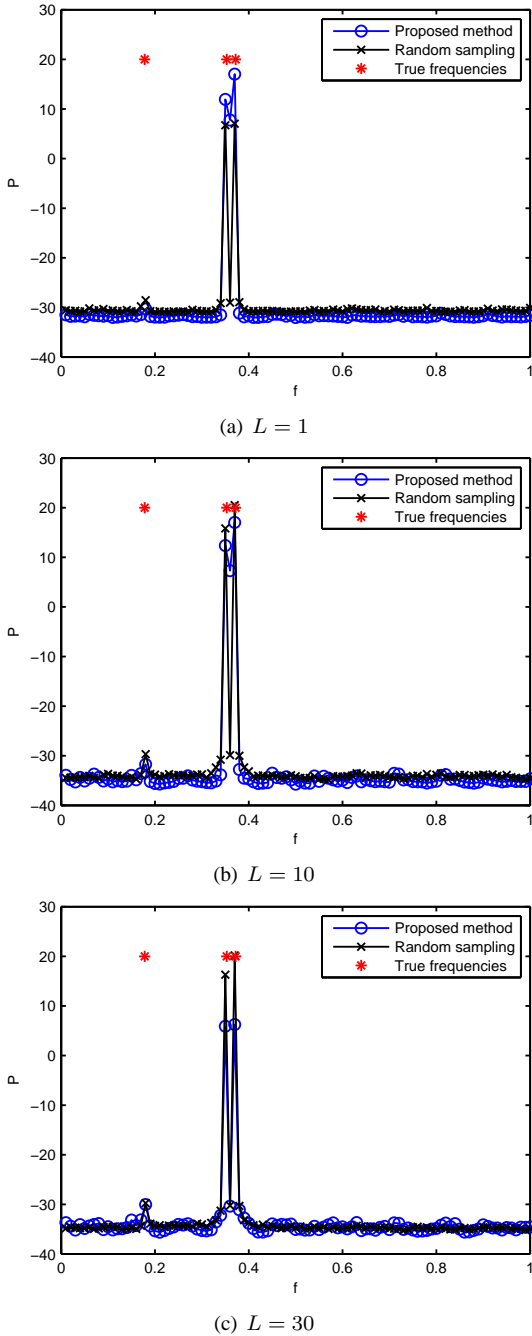 30
20
10
0
−10
−20
−30
−40
P
0
0.2
0.4
0.6
0.8
1
f
Proposed method
Random sampling
True frequencies
(a) L = 1
30
20
10
0
−10
−20
−30
−40
P
0
0.2
0.4
0.6
0.8
1
f
Proposed method
Random sampling
True frequencies
(b) L = 10
30
20
10
0
−10
−20
−30
−40
P
0
0.2
0.4
0.6
0.8
1
f
Proposed method
Random sampling
True frequencies
(c) L = 30